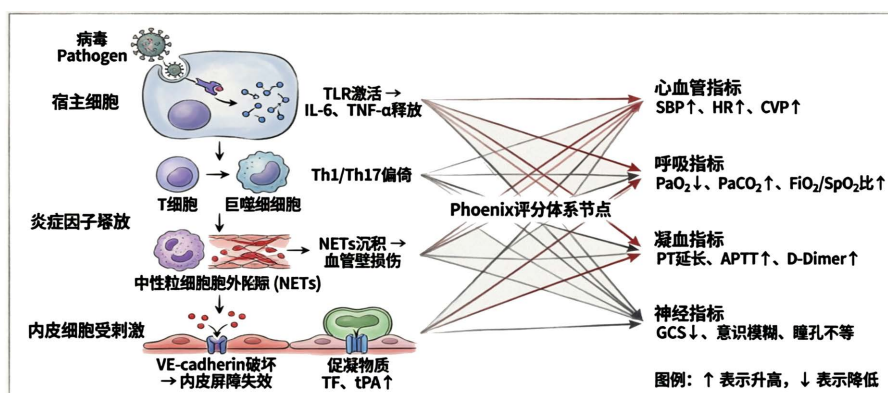 病毒
Pathogen
宿主细胞
TLR激活 →
IL-6、TNF-α释放
T细胞
巨噬细细胞
Th1/Th17偏倚
炎症因子塔放
NETs沉积 →
血管壁损伤
中性粒细胞胞外陷阱 (NETs)
内皮细胞受刺激
VE-cadherin破坏
→ 内皮屏障失效
促凝物质
TF、tPA↑
Phoenix评分体系节点
心血管指标
SBP↑、HR↑、CVP↑
呼吸指标
PaO₂↓、PaCO₂↑、FiO₂/SpO₂比↑
凝血指标
PT延长、APTT↑、D-Dimer↑
神经指标
GCS↓、意识模糊、瞳孔不等
图例：↑ 表示升高，↓ 表示降低